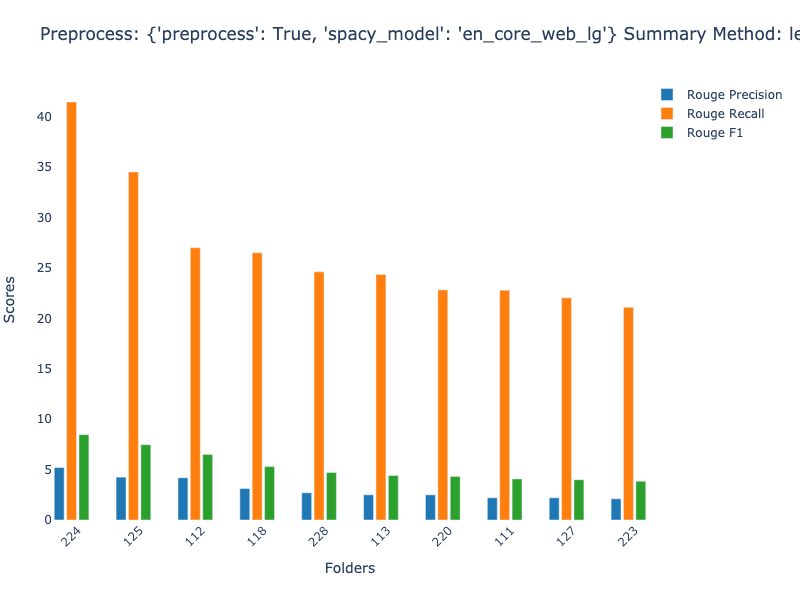 Preprocess: {'preprocess': True, 'spacy_model': 'en_core_web_lg'} Summary Method: le
Rouge Precision
Rouge Recall
Rouge F1
Scores
40
35
30
25
20
15
10
5
0
224 125 112 118 228 113 220 111 127 223
Folders